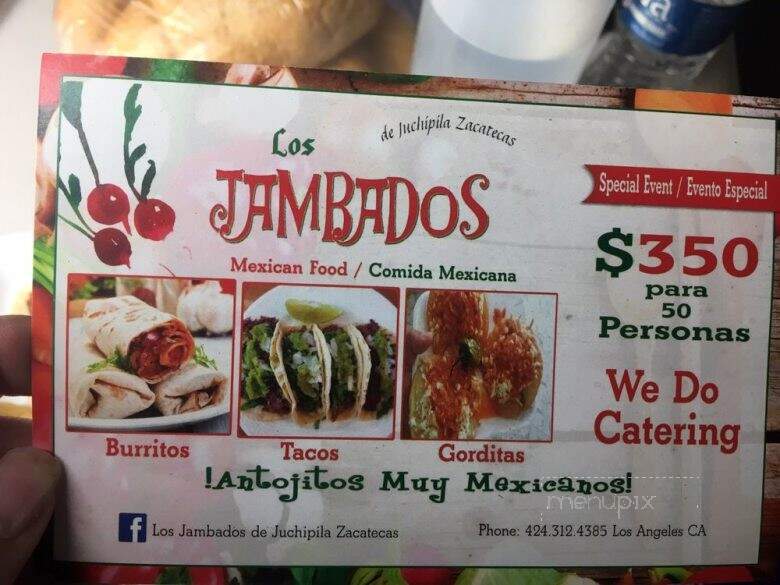 Los
de Juchipila Zacatecas
JAMBADOS
Mexican Food / Comida Mexicana
Special Event / Evento Especial
$350
para
50
Personas
We Do
Catering
Burritos
Tacos
Gorditas
!Antojitos Muy Mexicanos!
menupix
Los Jambados de Juchipila Zacatecas
Phone: 424.312.4385 Los Angeles CA